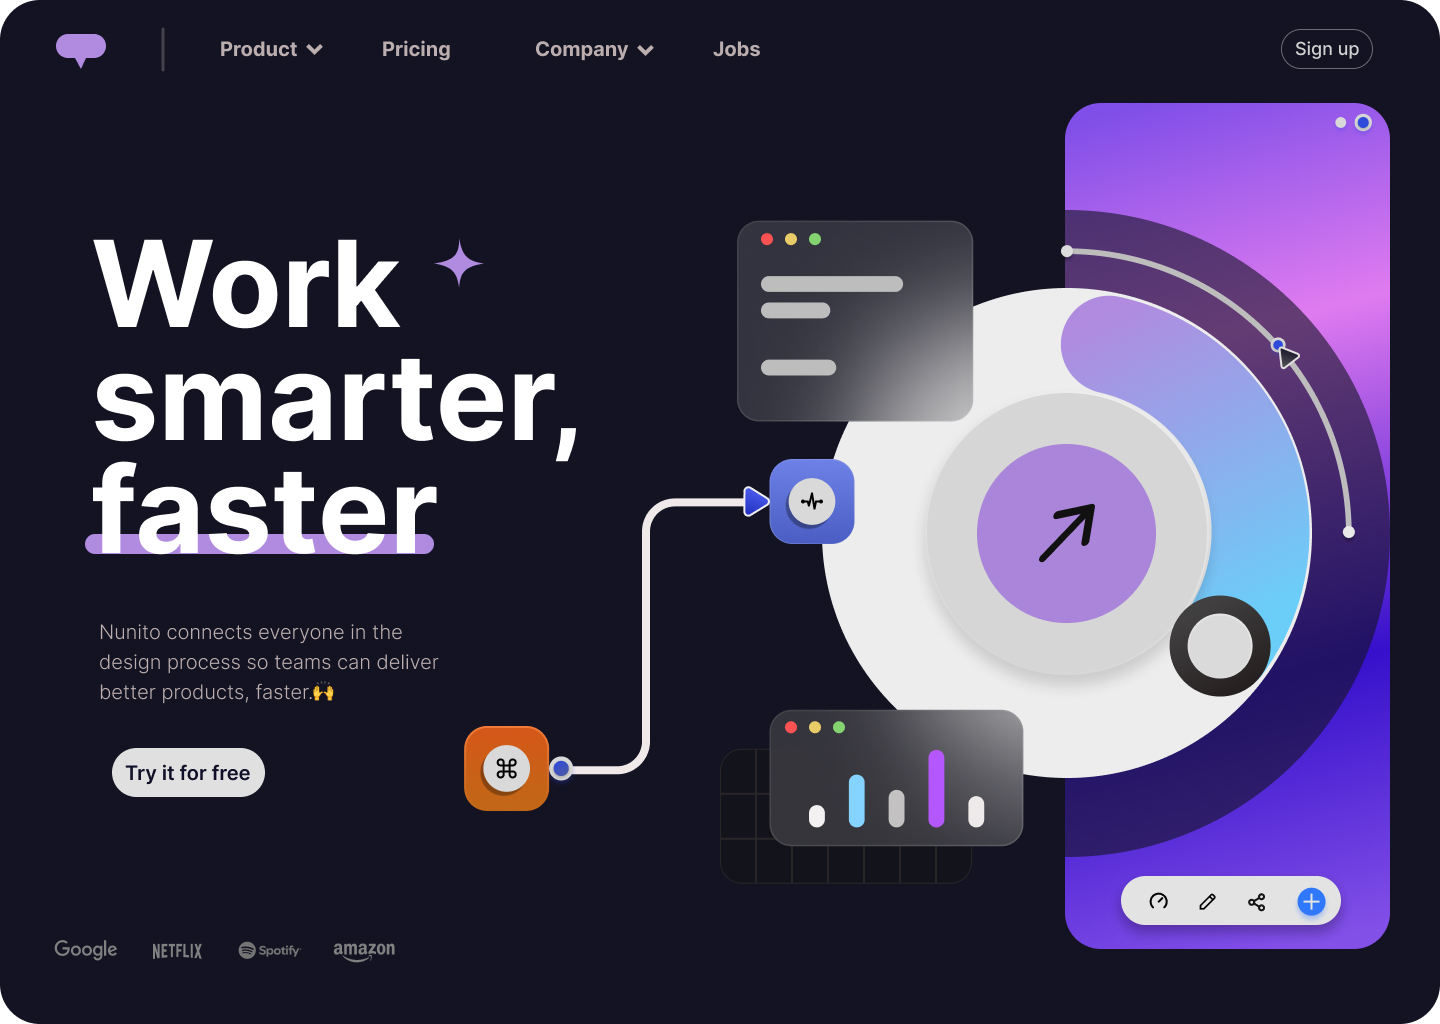 Product
Pricing
Company
Jobs
Sign up
Work
smarter,
faster
Nunito connects everyone in the
design process so teams can deliver
better products, faster.🙌
Try it for free
Google
NETFLIX
Spotify
amazon